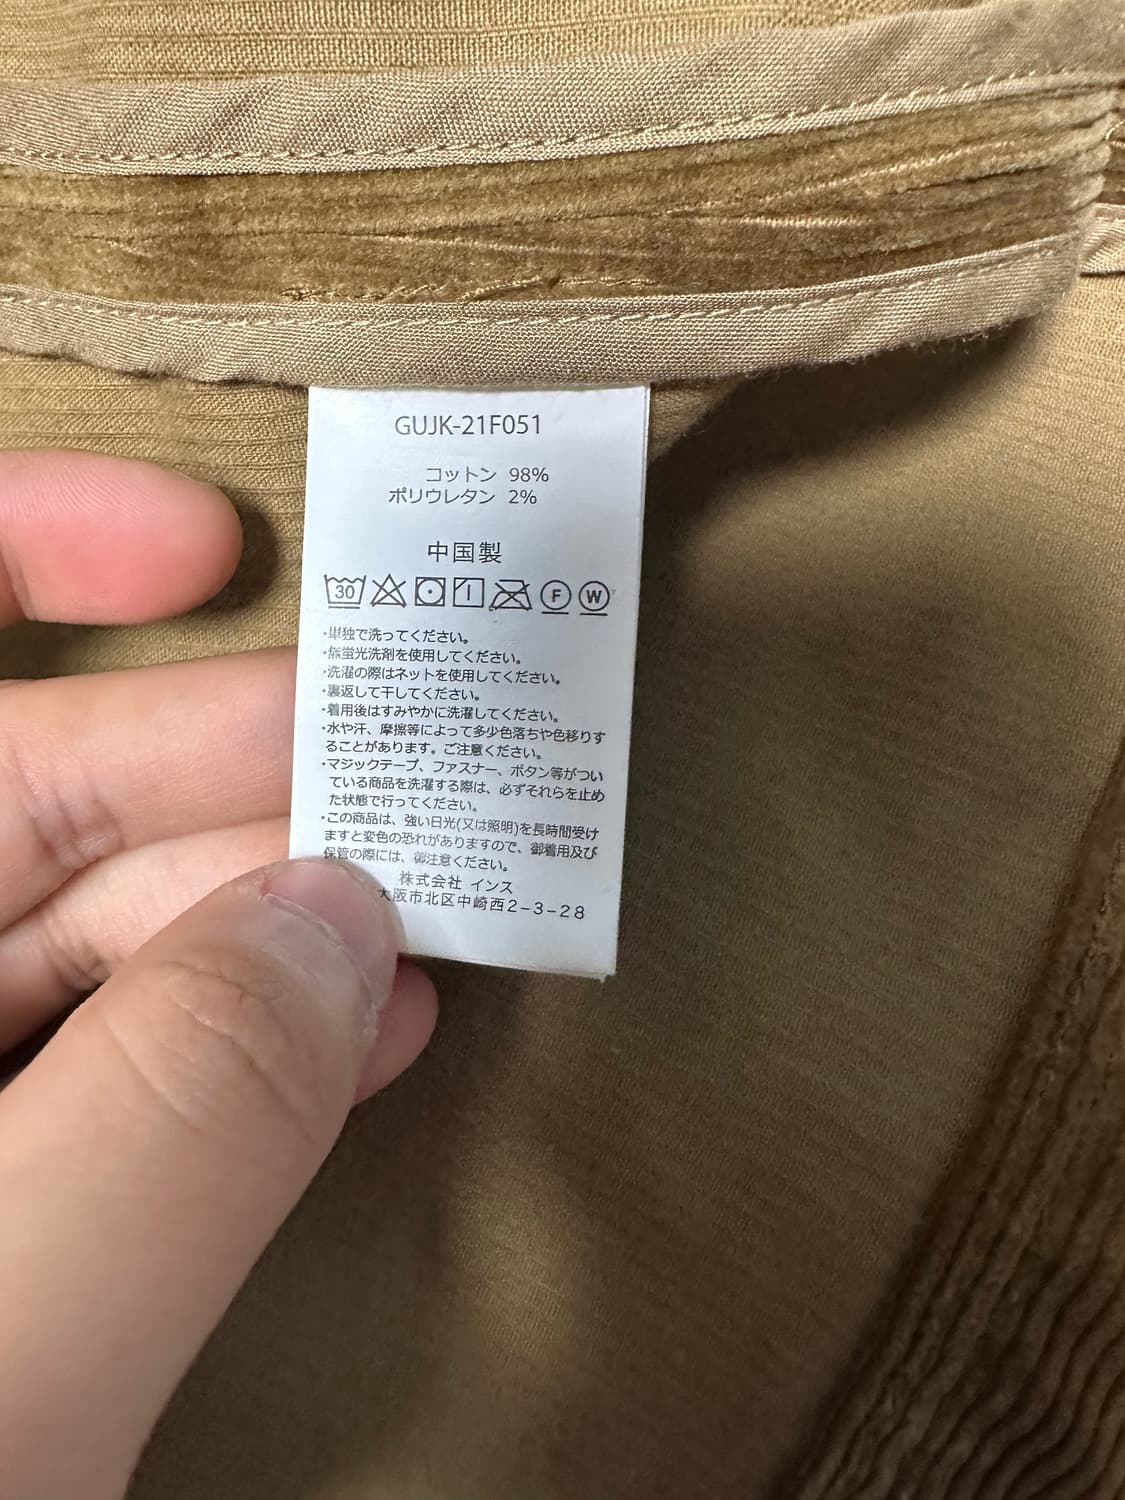 GUJK-21F051
コットン 98%
ポリウレタン 2%
中国製
30 F W
・単独で洗ってください。
・無蛍光洗剤を使用してください。
・洗濯の際はネットを使用してください。
・裏返して干してください。
・着用後はすみやかに洗濯してください。
・水や汗、摩擦等によって多少色落ちや色移りす
ることがあります。ご注意ください。
・マジックテープ、ファスナー、ボタン等がつい
ている商品を洗濯する際は、必ずそれらを止め
た状態で行ってください。
・この商品は、強い日光(又は照明)を長時間受け
ますと変色の恐れがありますので、御着用及び
保管の際には、御注意ください。
株式会社 インス
大阪市北区中崎西2-3-28